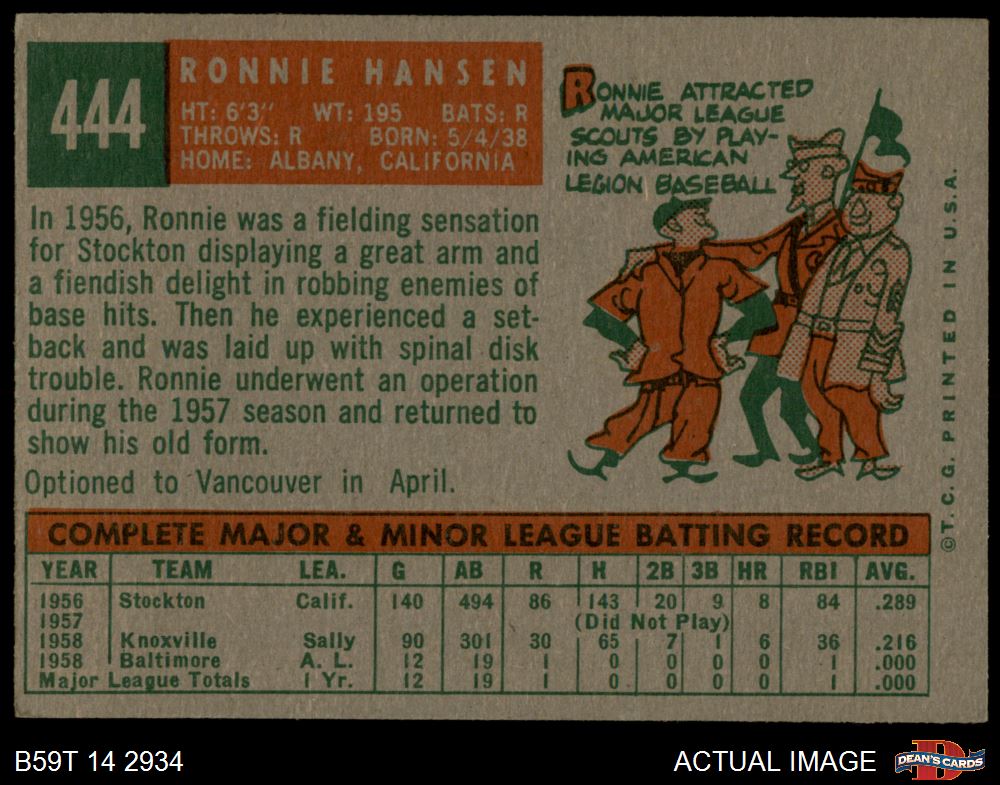 444
RONNIE HANSEN
HT: 6'3" WT: 195 BATS: R
THROWS: R BORN: 5/4/38
HOME: ALBANY, CALIFORNIA
RONNIE ATTRACTED
MAJOR LEAGUE
SCOUTS BY PLAY-
ING AMERICAN
LEGION BASEBALL
In 1956, Ronnie was a fielding sensation
for Stockton displaying a great arm and
a fiendish delight in robbing enemies of
base hits. Then he experienced a set-
back and was laid up with spinal disk
trouble. Ronnie underwent an operation
during the 1957 season and returned to
show his old form.
Optioned to Vancouver in April.
© T. C. G. PRINTED IN U.S.A.
COMPLETE MAJOR & MINOR LEAGUE BATTING RECORD
YEAR TEAM LEA. G AB R H 2B 3B HR RBI AVG.
1956 Stockton Calif. 140 494 86 143 20 9 8 84 .289
1957 (Did Not Play)
1958 Knoxville Sally 90 301 30 65 7 1 6 36 .216
1958 Baltimore A. L. 12 19 1 0 0 0 0 1 .000
Major League Totals 1 Yr. 12 19 1 0 0 0 0 1 .000
B59T 14 2934
ACTUAL IMAGE
DEAN'S CARDS